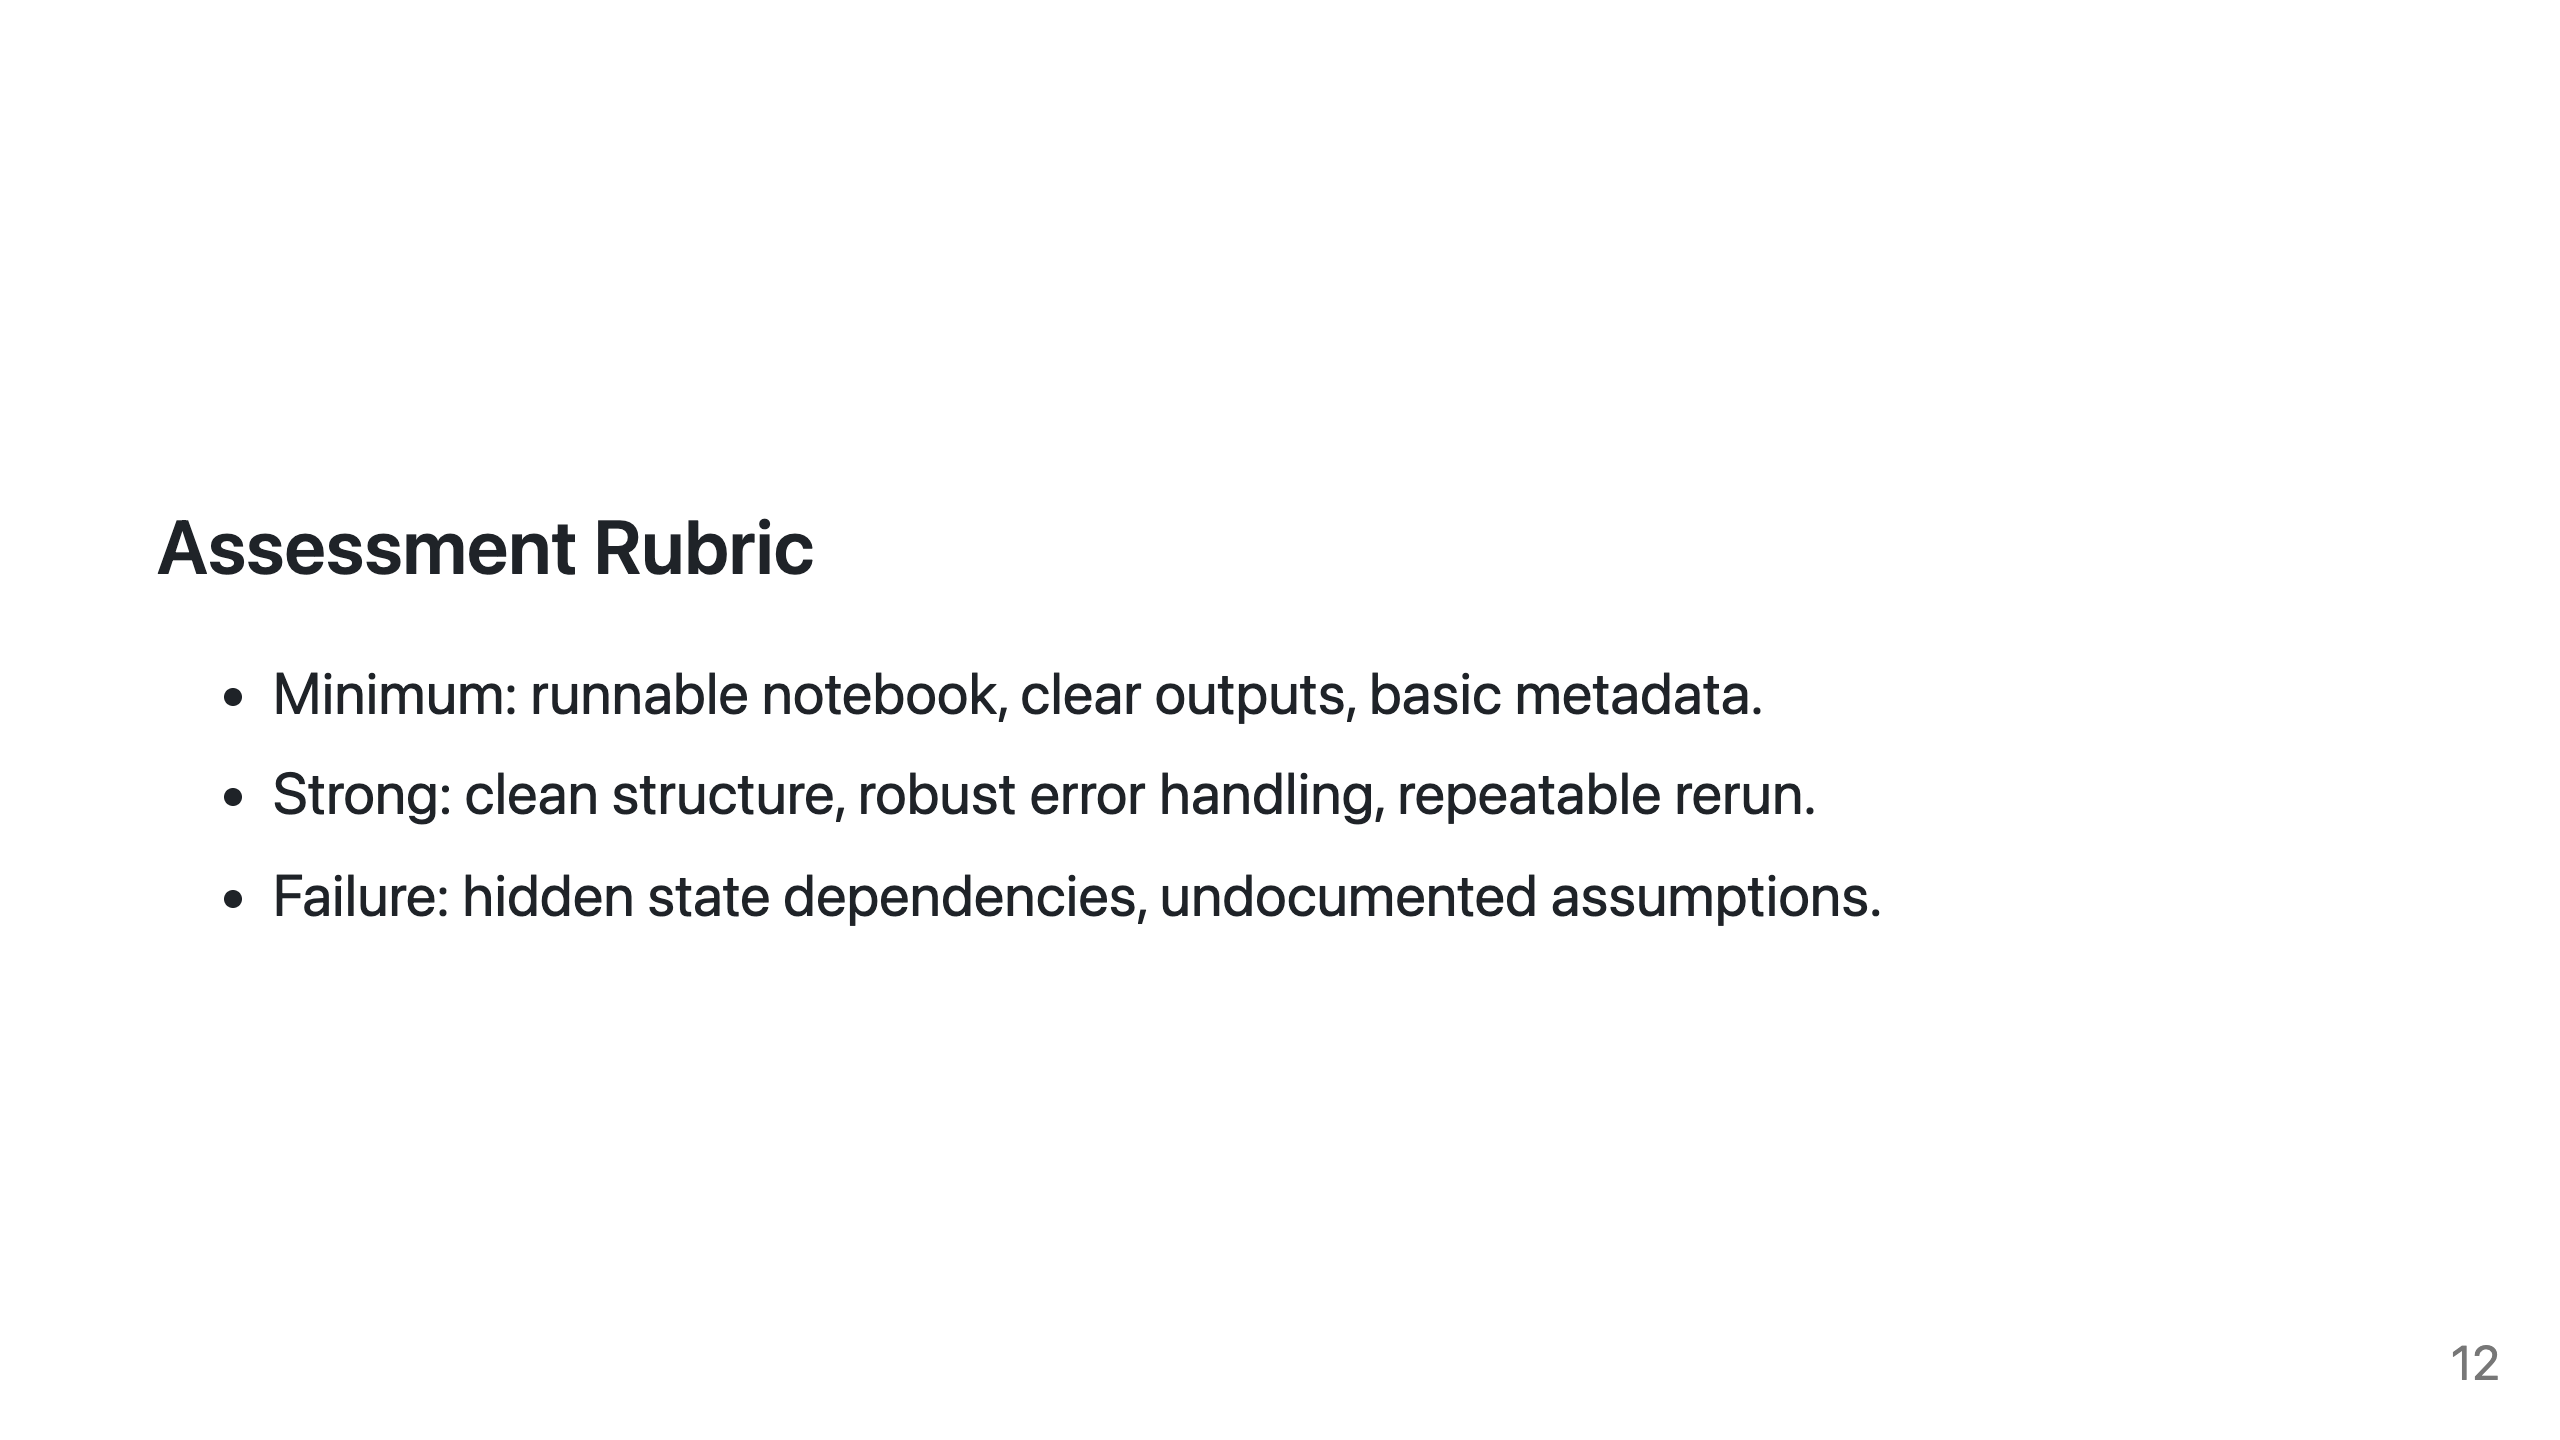 Assessment Rubric
• Minimum: runnable notebook, clear outputs, basic metadata.
• Strong: clean structure, robust error handling, repeatable rerun.
• Failure: hidden state dependencies, undocumented assumptions.
12